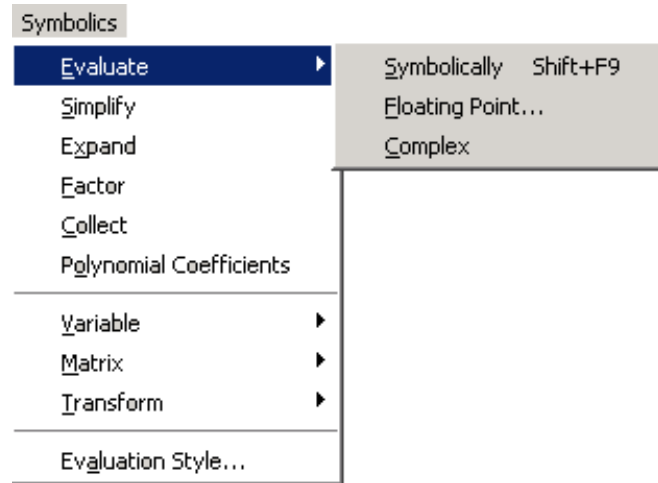 Symbolics
Evaluate
Simplify
Expand
Factor
Collect
Polynomial Coefficients
Variable
Matrix
Transform
Evaluation Style...
Symbolically Shift+F9
Floating Point...
Complex